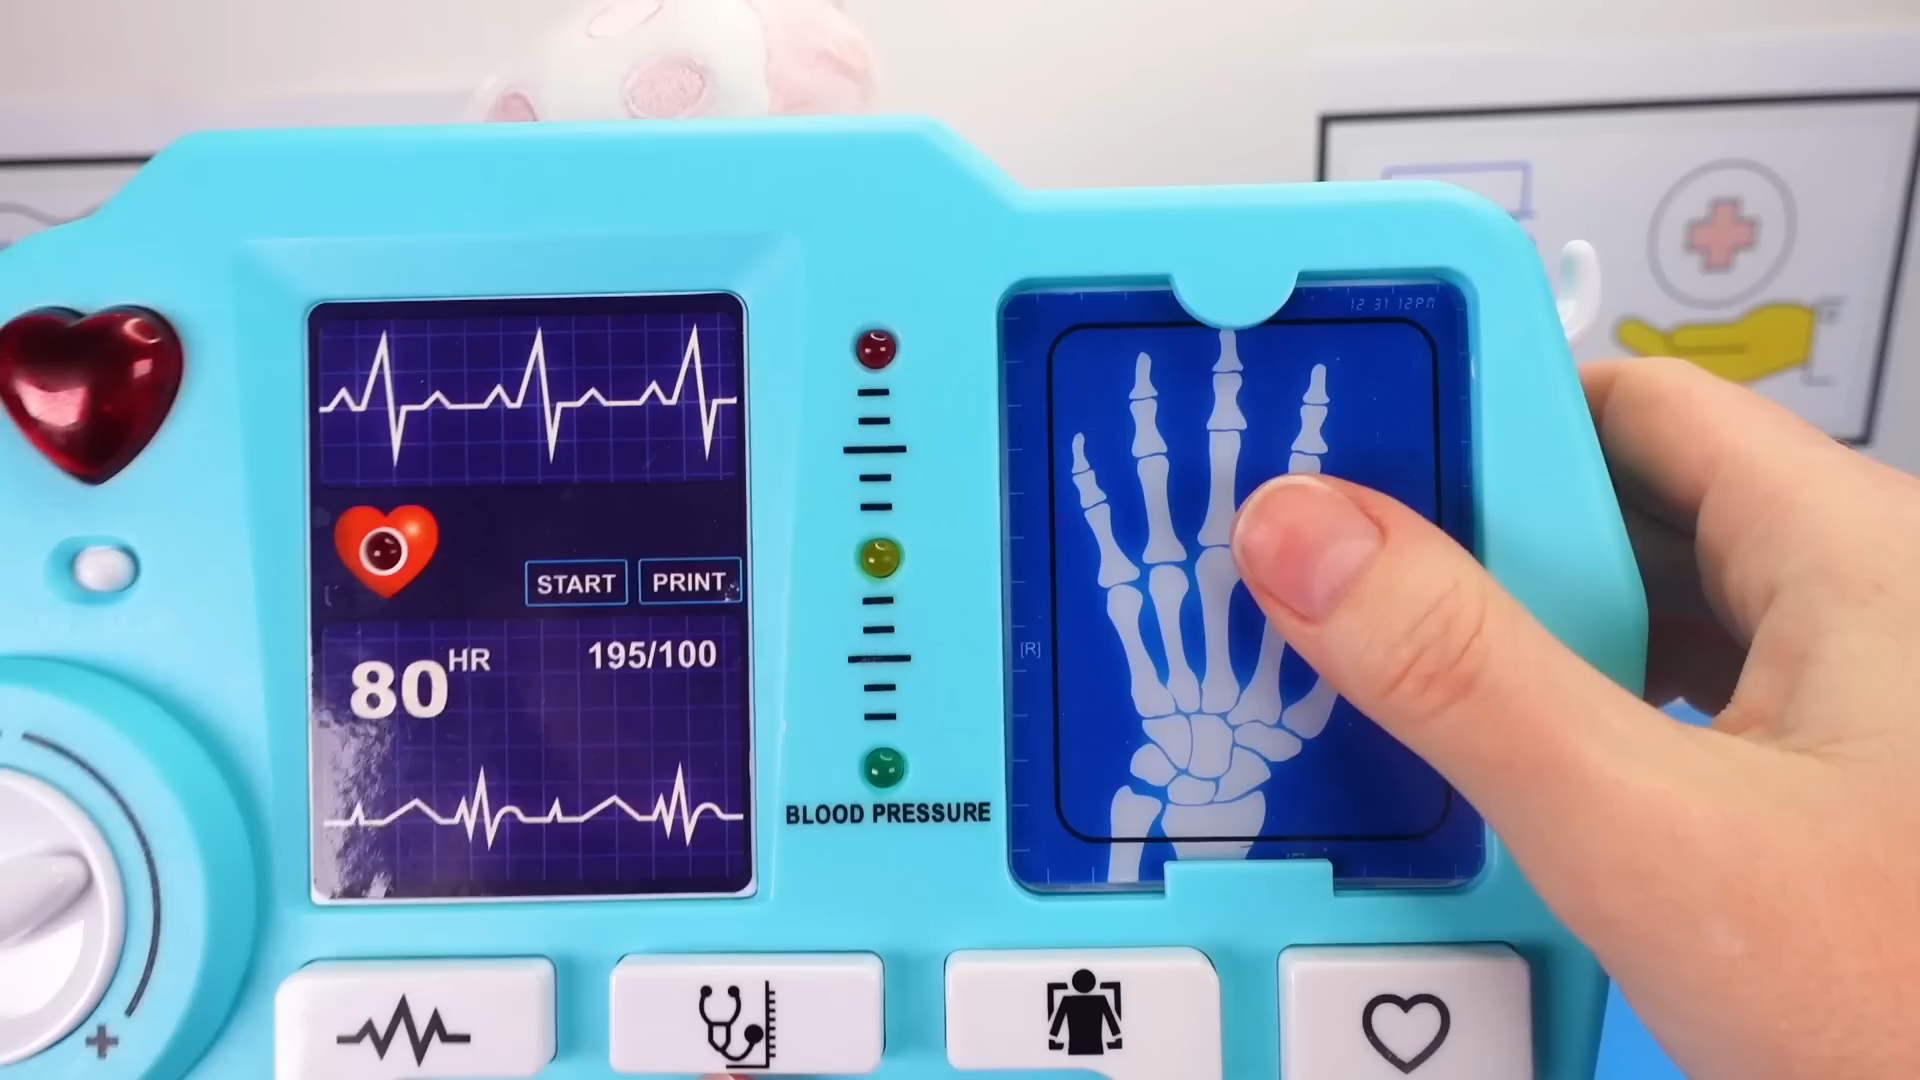 12 31 12PM
START PRINT
80 HR 195/100
[R]
BLOOD PRESSURE